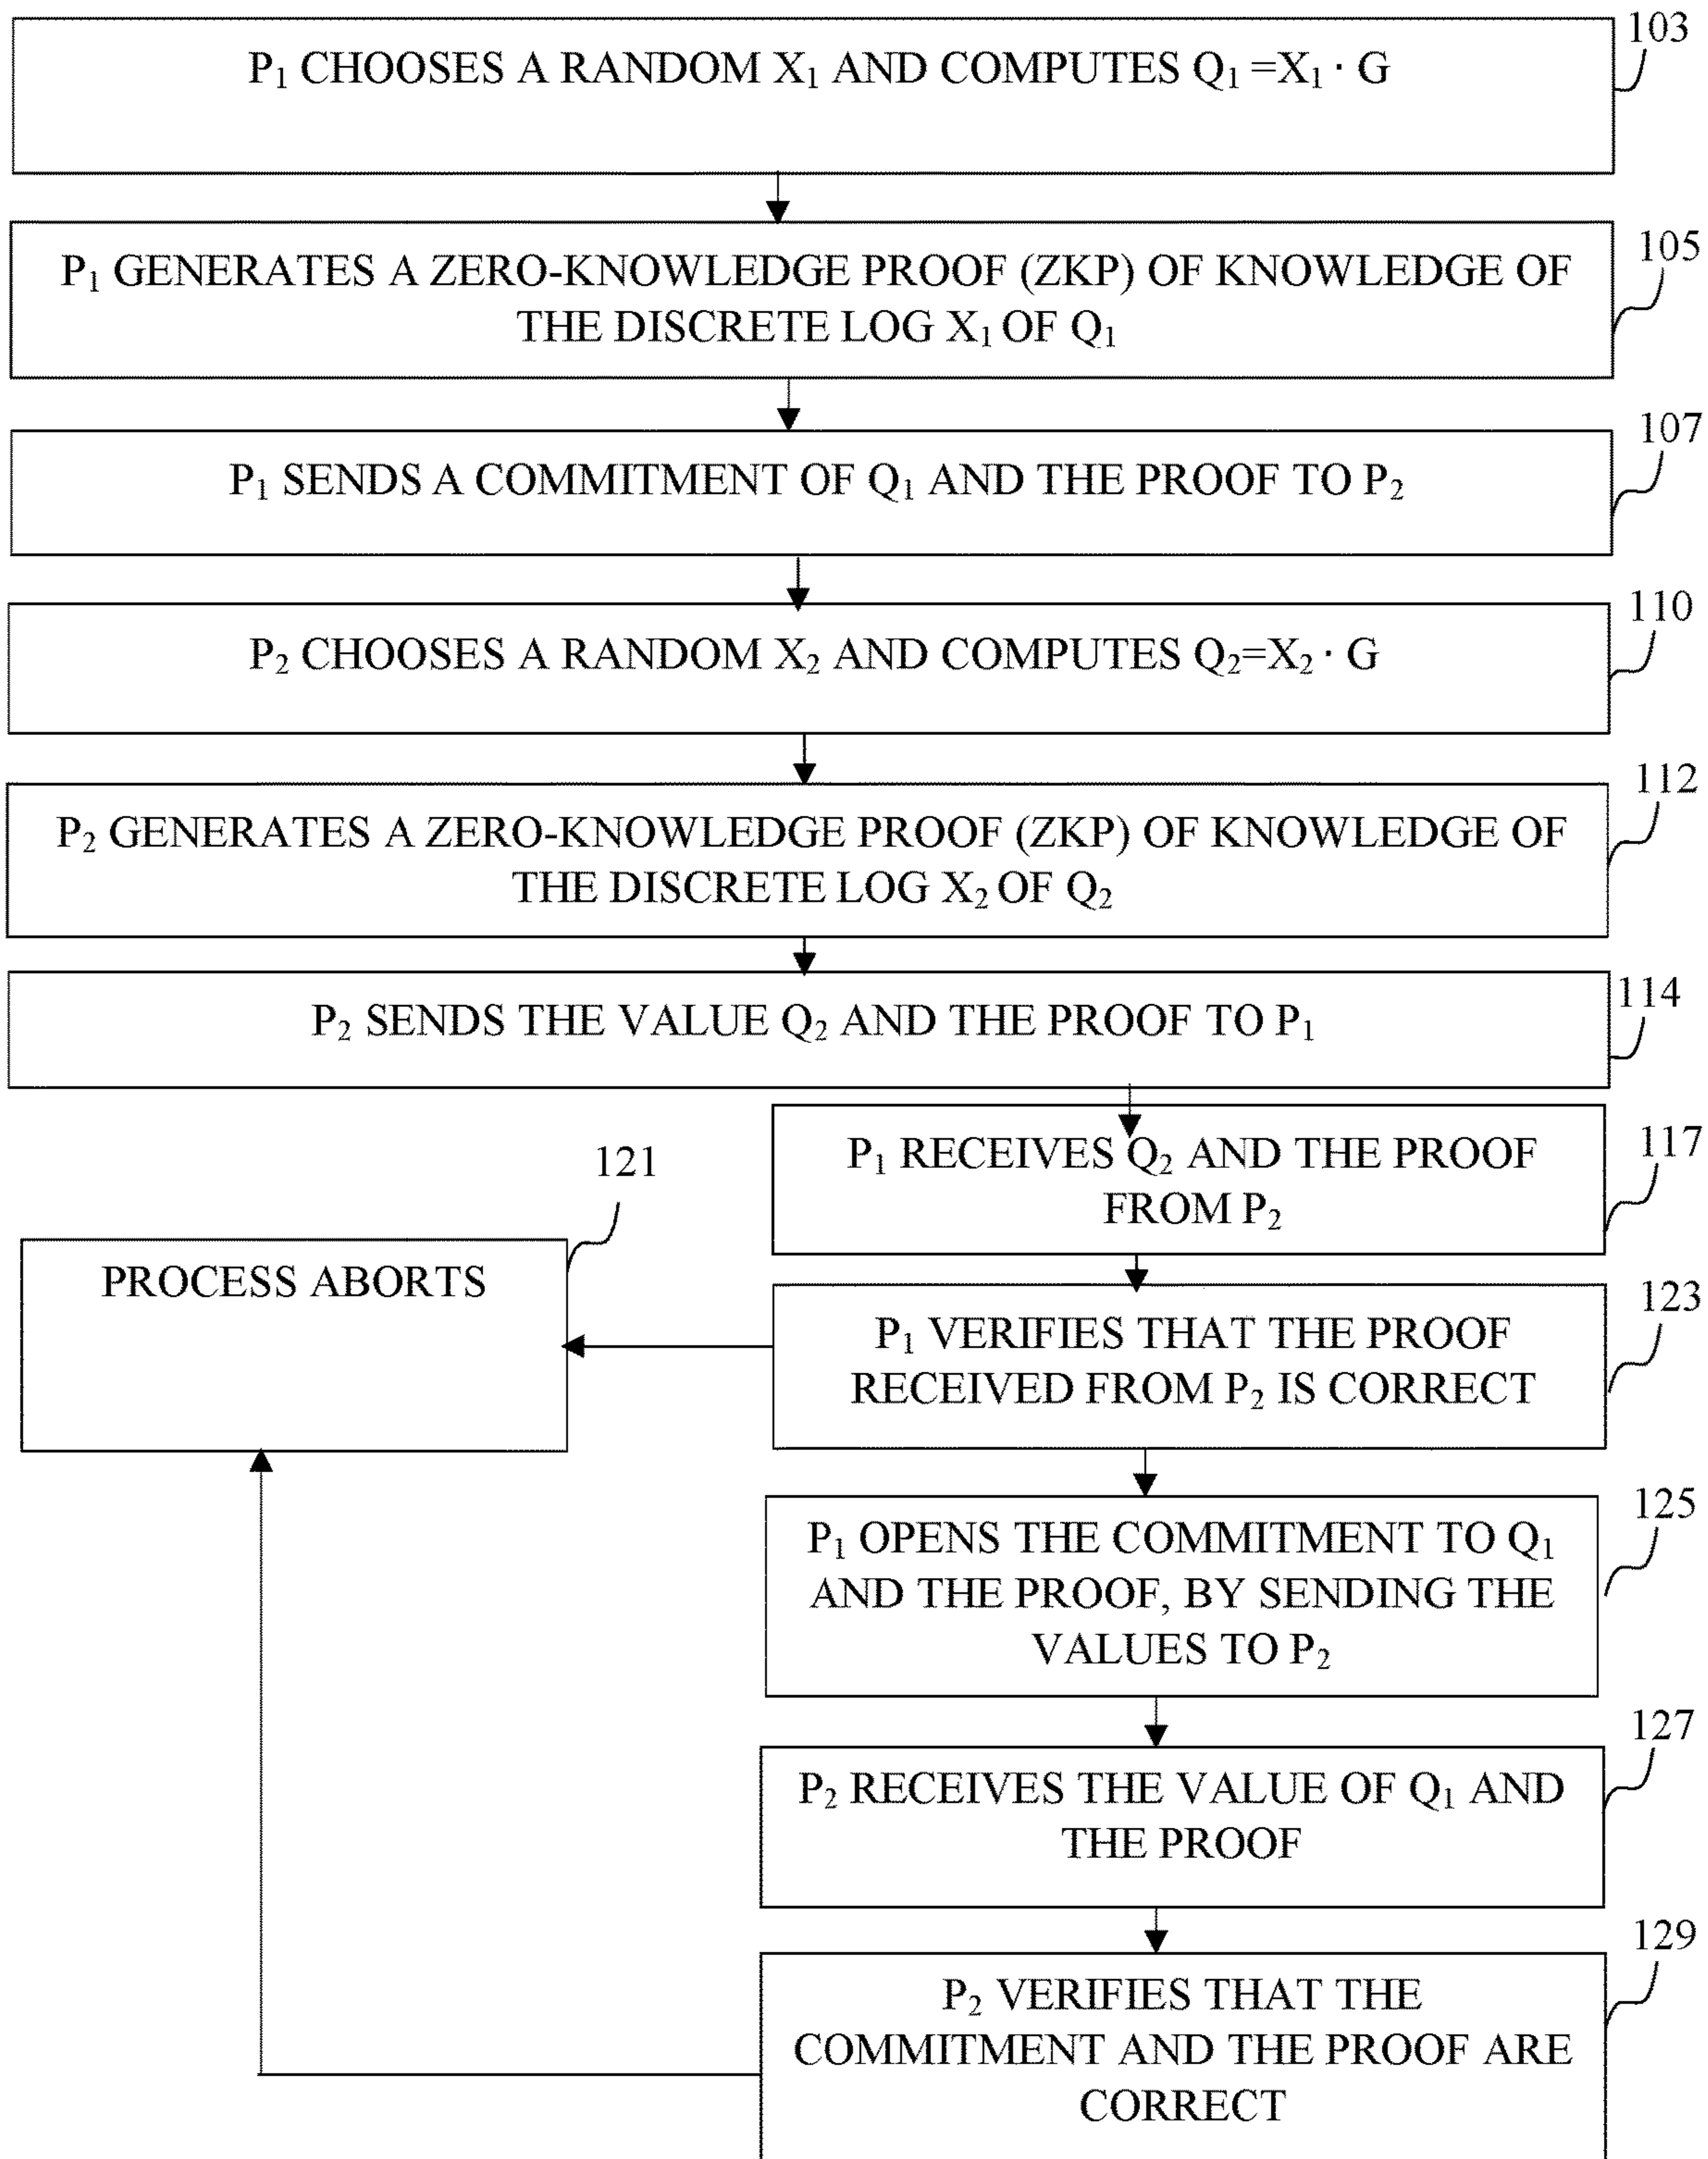 103
P₁ CHOOSES A RANDOM X₁ AND COMPUTES Q₁ =X₁ · G
105
P₁ GENERATES A ZERO-KNOWLEDGE PROOF (ZKP) OF KNOWLEDGE OF
THE DISCRETE LOG X₁ OF Q₁
107
P₁ SENDS A COMMITMENT OF Q₁ AND THE PROOF TO P₂
110
P₂ CHOOSES A RANDOM X₂ AND COMPUTES Q₂=X₂ · G
112
P₂ GENERATES A ZERO-KNOWLEDGE PROOF (ZKP) OF KNOWLEDGE OF
THE DISCRETE LOG X₂ OF Q₂
114
P₂ SENDS THE VALUE Q₂ AND THE PROOF TO P₁
117
P₁ RECEIVES Q₂ AND THE PROOF
FROM P₂
121
PROCESS ABORTS
123
P₁ VERIFIES THAT THE PROOF
RECEIVED FROM P₂ IS CORRECT
125
P₁ OPENS THE COMMITMENT TO Q₁
AND THE PROOF, BY SENDING THE
VALUES TO P₂
127
P₂ RECEIVES THE VALUE OF Q₁ AND
THE PROOF
129
P₂ VERIFIES THAT THE
COMMITMENT AND THE PROOF ARE
CORRECT